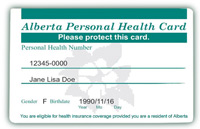 Alberta Personal Health Card
Please protect this card.
Personal Health Number
12345-0000
Jane Lisa Doe
Gender F Birthdate 1990/11/16
Year Mo Day
You are eligible for health insurance coverage provided you are a resident of Alberta